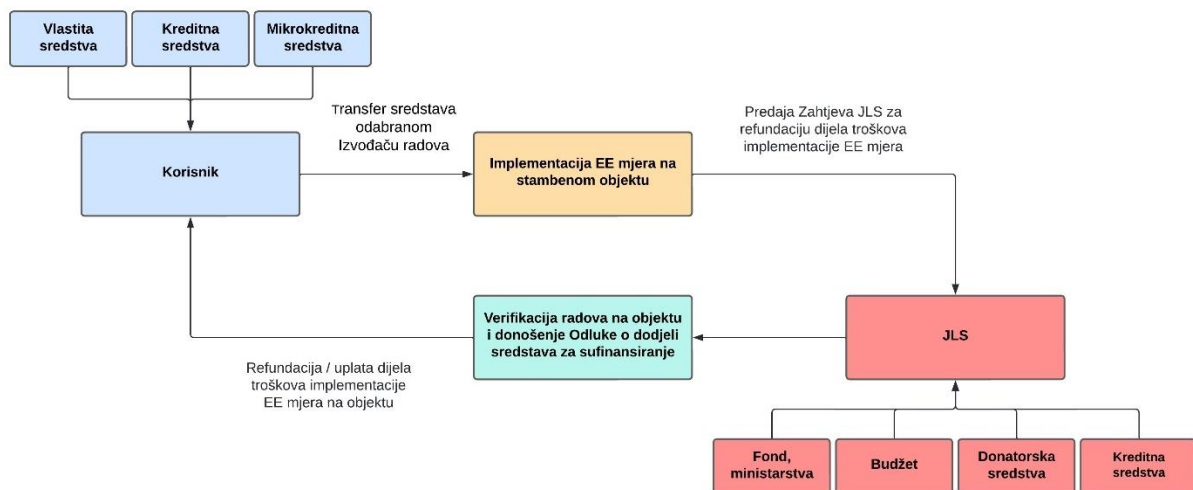 Vlastita
sredstva
Kreditna
sredstva
Mikrokreditna
sredstva
Transfer sredstava
odabranom
Izvođaču radova
Predaja Zahtjeva JLS za
refundaciju dijela troškova
implementacije EE mjera
Korisnik
Implementacija EE mjera na
stambenom objektu
Verifikacija radova na objektu
i donošenje Odluke o dodjeli
sredstava za sufinansiranje
JLS
Refundacija / uplata dijela
troškova implementacije
EE mjera na objektu
Fond,
ministarstva
Budžet
Donatorska
sredstva
Kreditna
sredstva